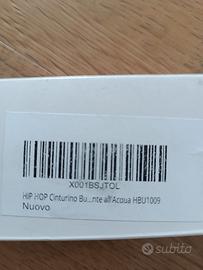 X001BSJTOL
HIP HOP Cinturino Bu...nte all'Acqua HBU1009
Nuovo
subito